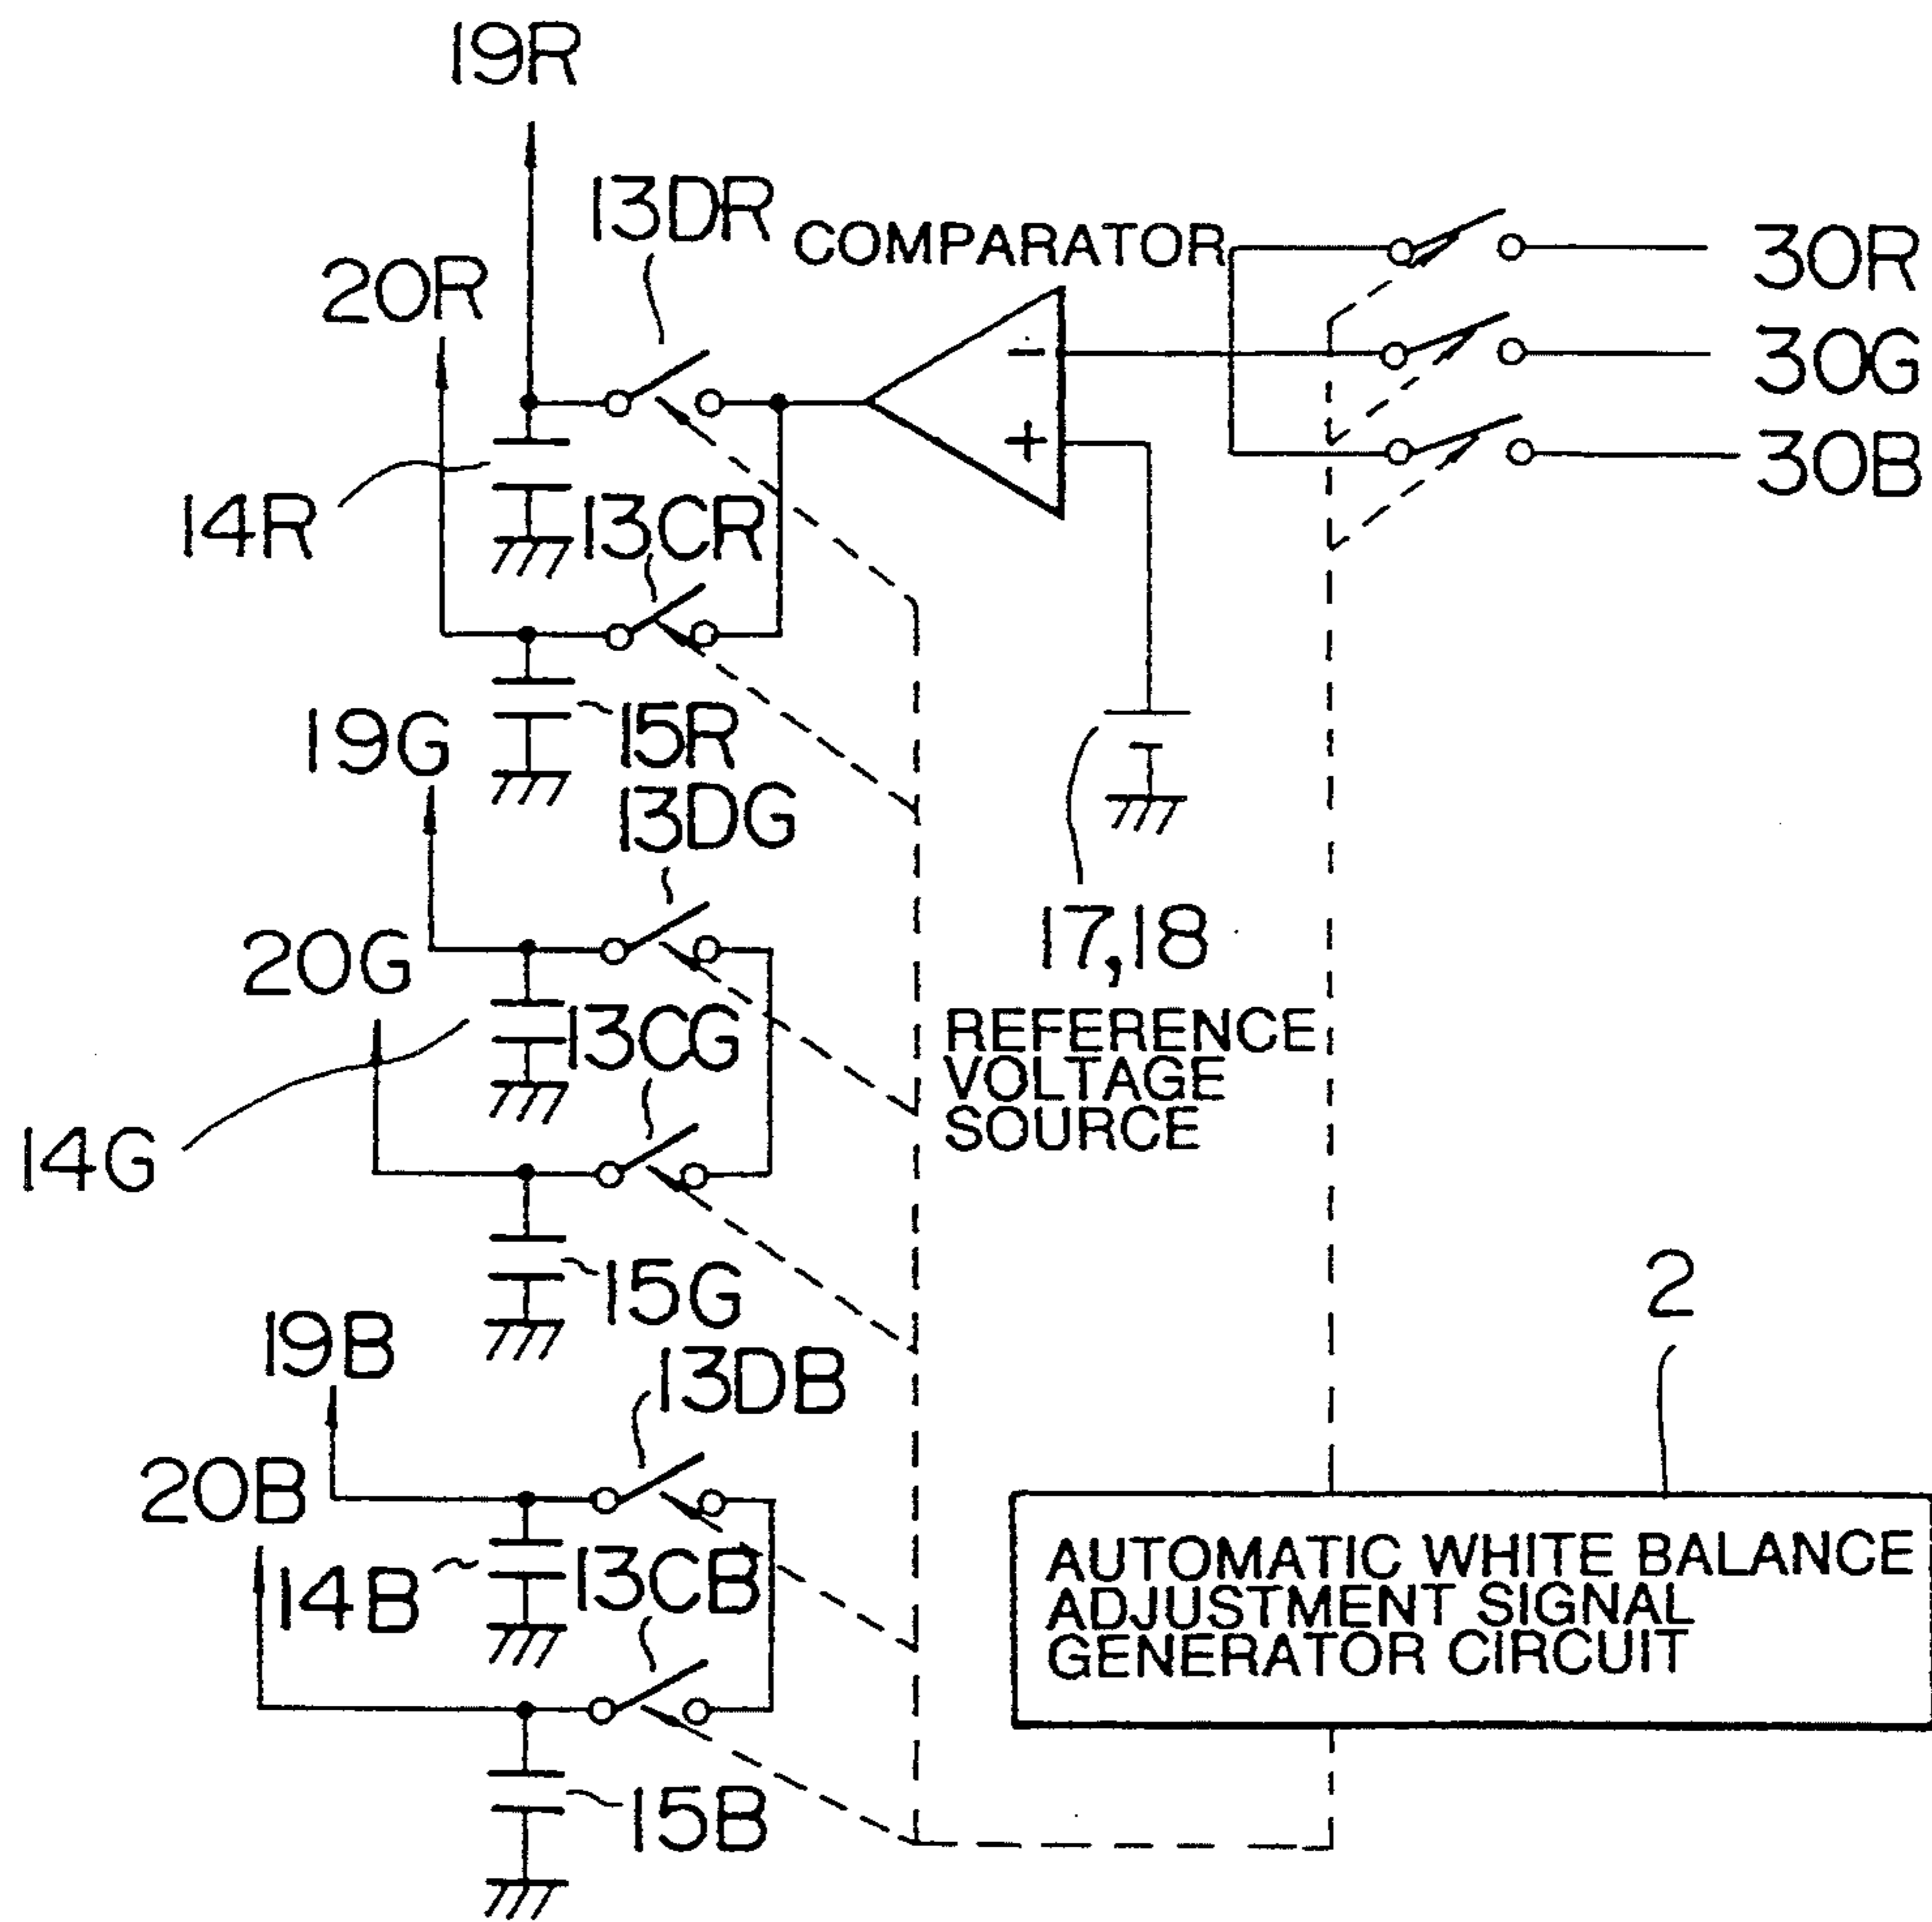 19R
13DR
COMPARATOR
20R
30R
30G
30B
-
+
14R
13CR
15R
19G
13DG
17,18
REFERENCE
VOLTAGE
SOURCE
20G
13CG
14G
15G
2
19B
13DB
20B
14B
13CB
AUTOMATIC WHITE BALANCE
ADJUSTMENT SIGNAL
GENERATOR CIRCUIT
15B